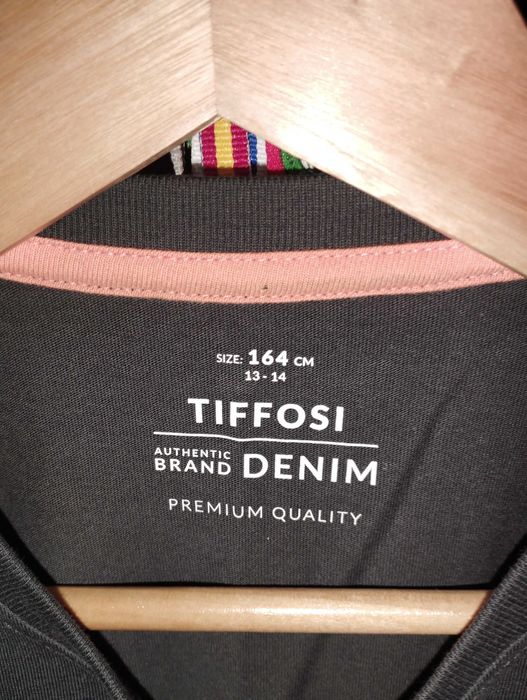 SIZE: 164 CM
13 - 14
TIFFOSI
AUTHENTIC
BRAND DENIM
PREMIUM QUALITY